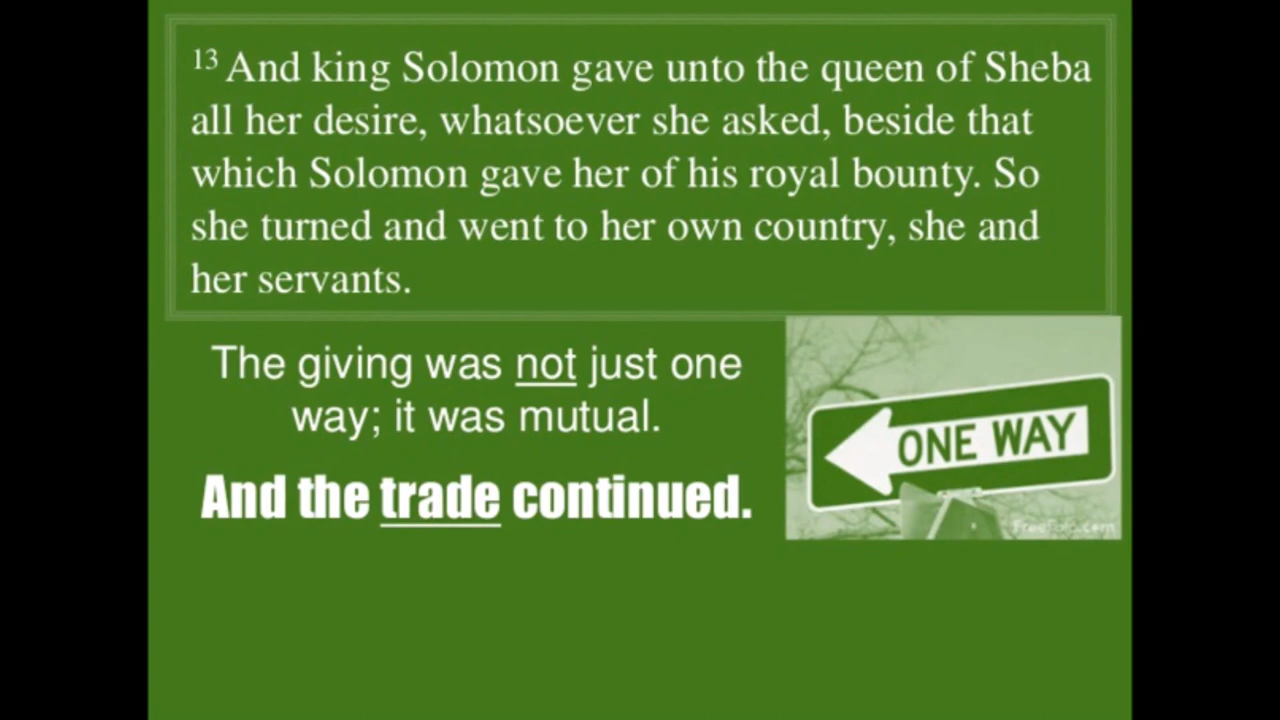 13 And king Solomon gave unto the queen of Sheba
all her desire, whatsoever she asked, beside that
which Solomon gave her of his royal bounty. So
she turned and went to her own country, she and
her servants.
The giving was not just one
way; it was mutual.
And the trade continued.
ONE WAY
FreeFoto.com